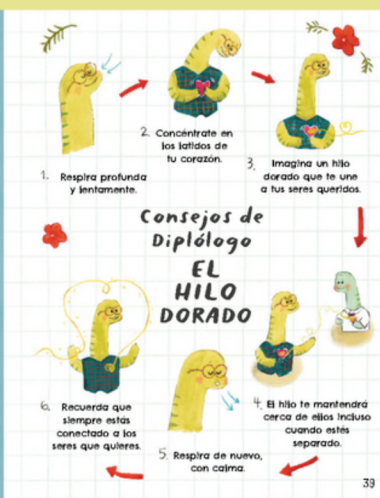 2. Concéntrate en
los latidos de
tu corazón.
3. Imagina un hilo
dorado que te une
a tus seres queridos.
1. Respira profunda
y lentamente.
Consejos de
Diplólogo
EL
HILO
DORADO
6. Recuerda que
siempre estás
conectado a los
seres que quieres.
4. El hilo te mantendrá
cerca de ellos incluso
cuando estés
separado.
5. Respira de nuevo,
con calma.
39